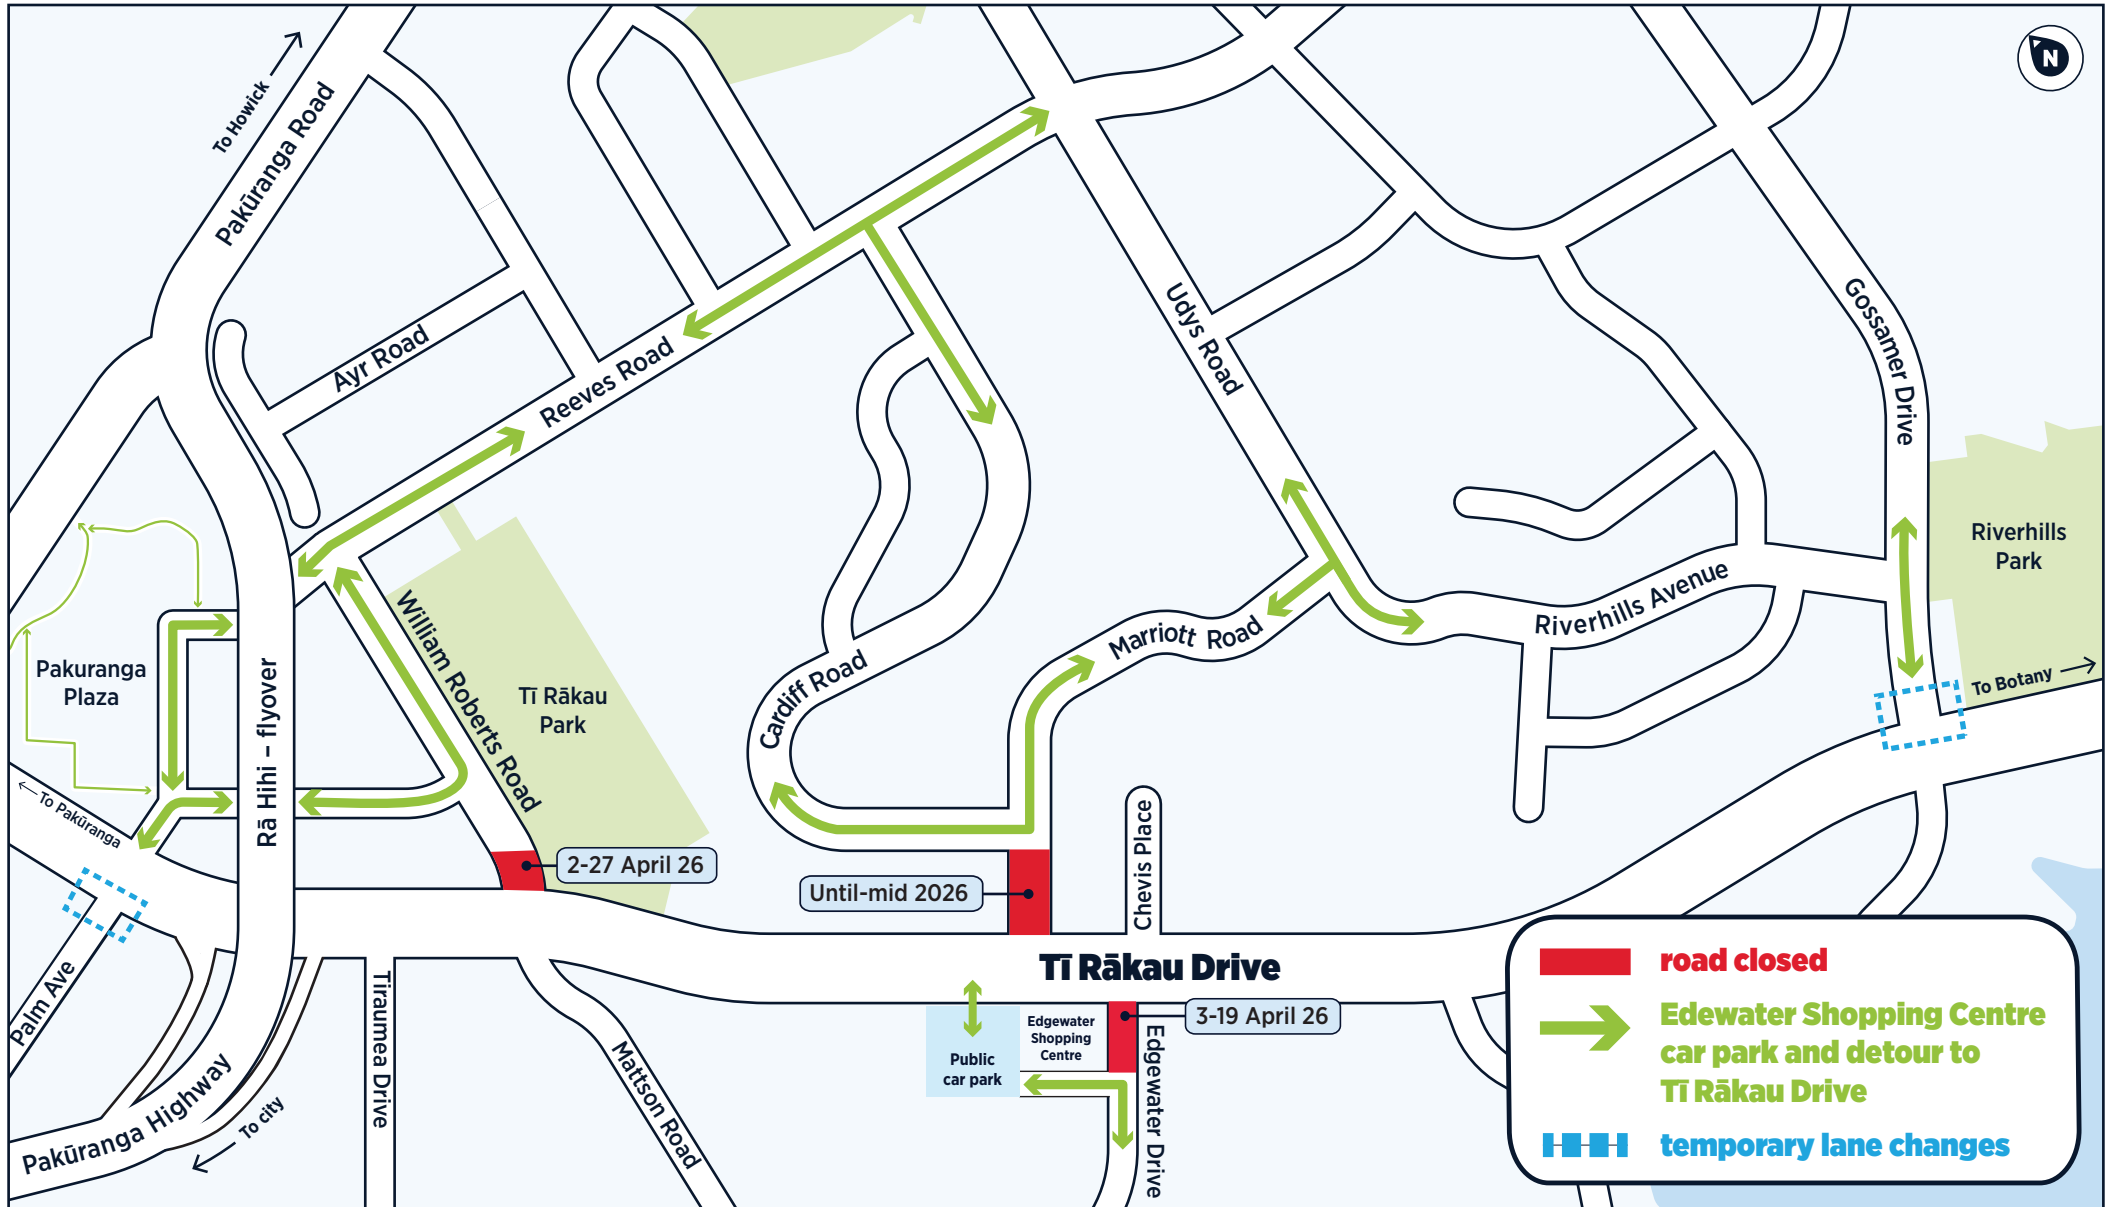 To Howick
Pakūranga Road
N
Ayr Road
Reeves Road
Udys Road
Gossamer Drive
Riverhills
Park
Riverhills Avenue
Marriott Road
Cardiff Road
William Roberts Road
Tī Rākau
Park
Pakuranga
Plaza
Rā Hihi – flyover
To Botany
To Pakūranga
2-27 April 26
Until-mid 2026
Chevis Place
Tī Rākau Drive
3-19 April 26
Edgewater
Shopping
Centre
Public
car park
Edgewater Drive
Palm Ave
Pakūranga Highway
To city
Tiraumea Drive
Mattson Road
road closed
Edewater Shopping Centre
car park and detour to
Tī Rākau Drive
temporary lane changes